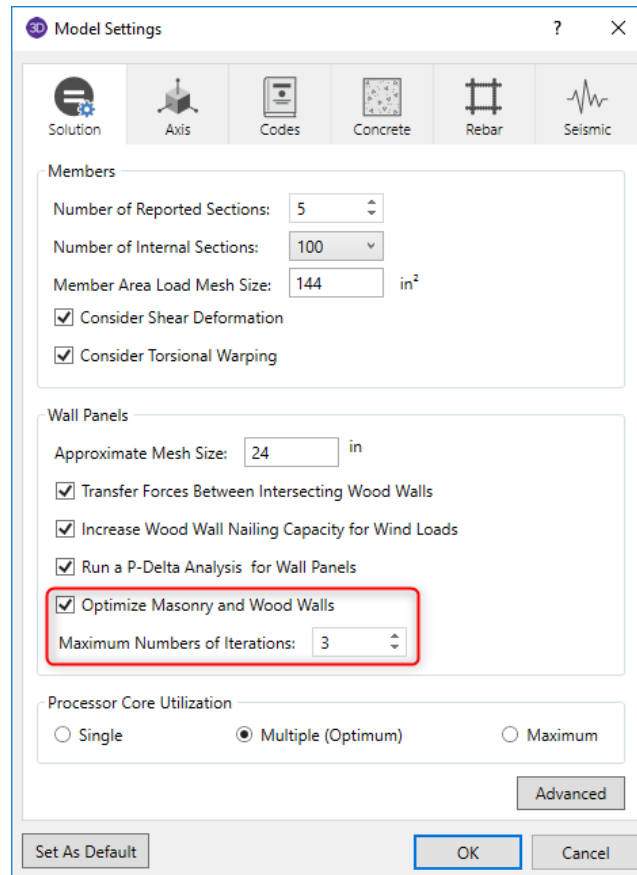 3D Model Settings ? ×
Solution Axis Codes Concrete Rebar Seismic
Members
Number of Reported Sections: 5
Number of Internal Sections: 100
Member Area Load Mesh Size: 144 in²
Consider Shear Deformation
Consider Torsional Warping
Wall Panels
Approximate Mesh Size: 24 in
Transfer Forces Between Intersecting Wood Walls
Increase Wood Wall Nailing Capacity for Wind Loads
Run a P-Delta Analysis for Wall Panels
Optimize Masonry and Wood Walls
Maximum Numbers of Iterations: 3
Processor Core Utilization
Single Multiple (Optimum) Maximum
Advanced
Set As Default OK Cancel